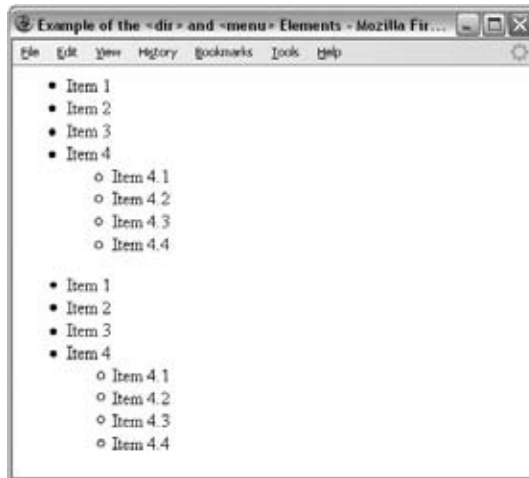 Example of the <dir> and <menu> Elements - Mozilla Fir...
File Edit View History Bookmarks Tools Help
Item 1
Item 2
Item 3
Item 4
Item 4.1
Item 4.2
Item 4.3
Item 4.4
Item 1
Item 2
Item 3
Item 4
Item 4.1
Item 4.2
Item 4.3
Item 4.4